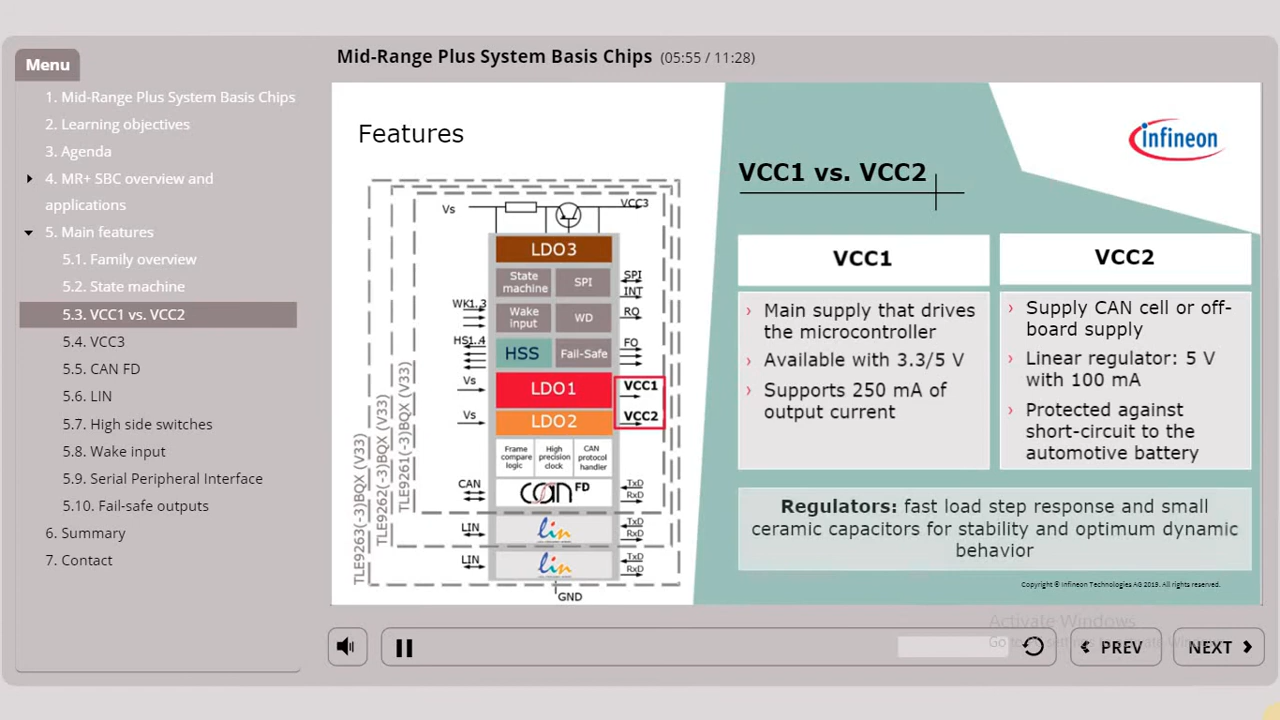 Mid-Range Plus System Basis Chips (05:55 / 11:28)
Menu
1. Mid-Range Plus System Basis Chips
2. Learning objectives
3. Agenda
4. MR+ SBC overview and
applications
5. Main features
5.1. Family overview
5.2. State machine
5.3. VCC1 vs. VCC2
5.4. VCC3
5.5. CAN FD
5.6. LIN
5.7. High side switches
5.8. Wake input
5.9. Serial Peripheral Interface
5.10. Fail-safe outputs
6. Summary
7. Contact
Features
infineon
Vs
VCC3
LDO3
State
machine
SPI
SPI
INT
WK1.3
Wake
input
WD
RO
HS1.4
HSS
Fail-Safe
FO
Vs
LDO1
VCC1
Vs
LDO2
VCC2
Frame
compare
logic
High
precision
clock
CAN
protocol
handler
CAN
CAN FD
TxD
RxD
LIN
lin
TxD
RxD
LIN
lin
TxD
RxD
GND
TLE9263(-3)BQX (V33)
TLE9262(-3)BQX (V33)
TLE9261(-3)BQX (V33)
VCC1 vs. VCC2
VCC1
› Main supply that drives
the microcontroller
› Available with 3.3/5 V
› Supports 250 mA of
output current
VCC2
› Supply CAN cell or off-
board supply
› Linear regulator: 5 V
with 100 mA
› Protected against
short-circuit to the
automotive battery
Regulators: fast load step response and small
ceramic capacitors for stability and optimum dynamic
behavior
Copyright © Infineon Technologies AG 2019. All rights reserved.
Activate Windows
PREV
NEXT